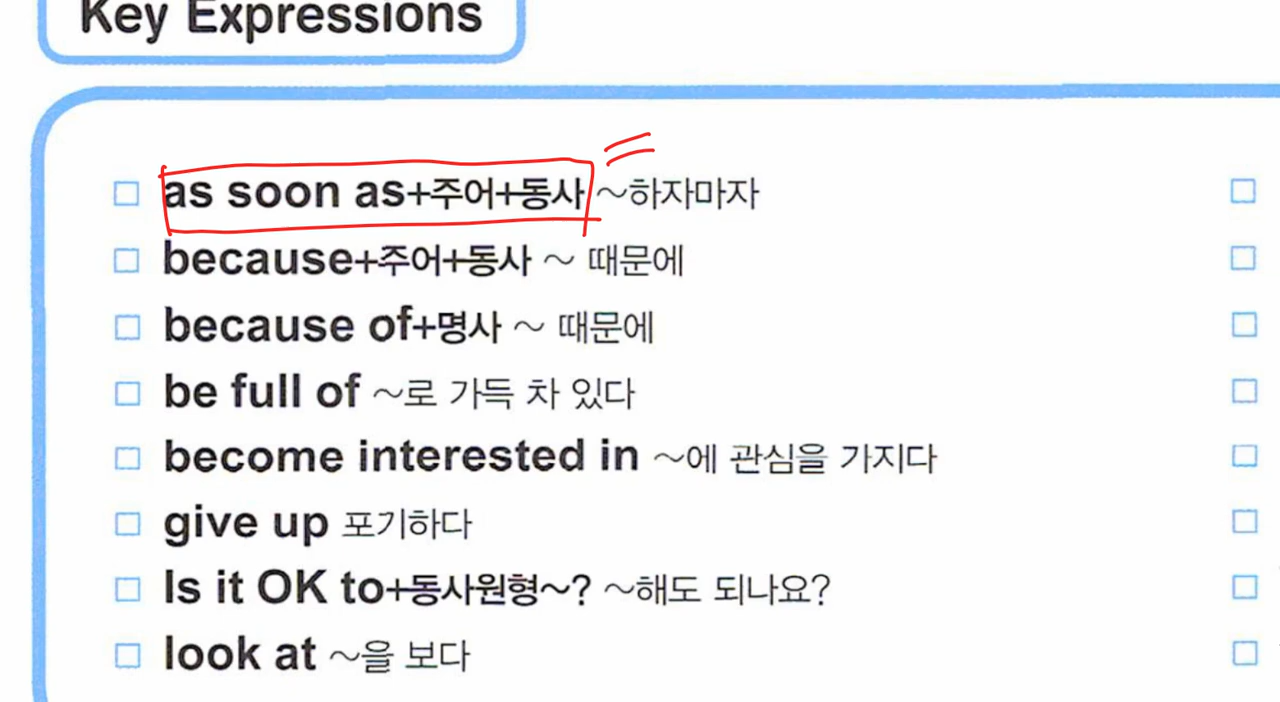 Key Expressions
□ as soon as+주어+동사 ~하자마자
□ because+주어+동사 ~ 때문에
□ because of+명사 ~ 때문에
□ be full of ~로 가득 차 있다
□ become interested in ~에 관심을 가지다
□ give up 포기하다
□ Is it OK to+동사원형~? ~해도 되나요?
□ look at ~을 보다